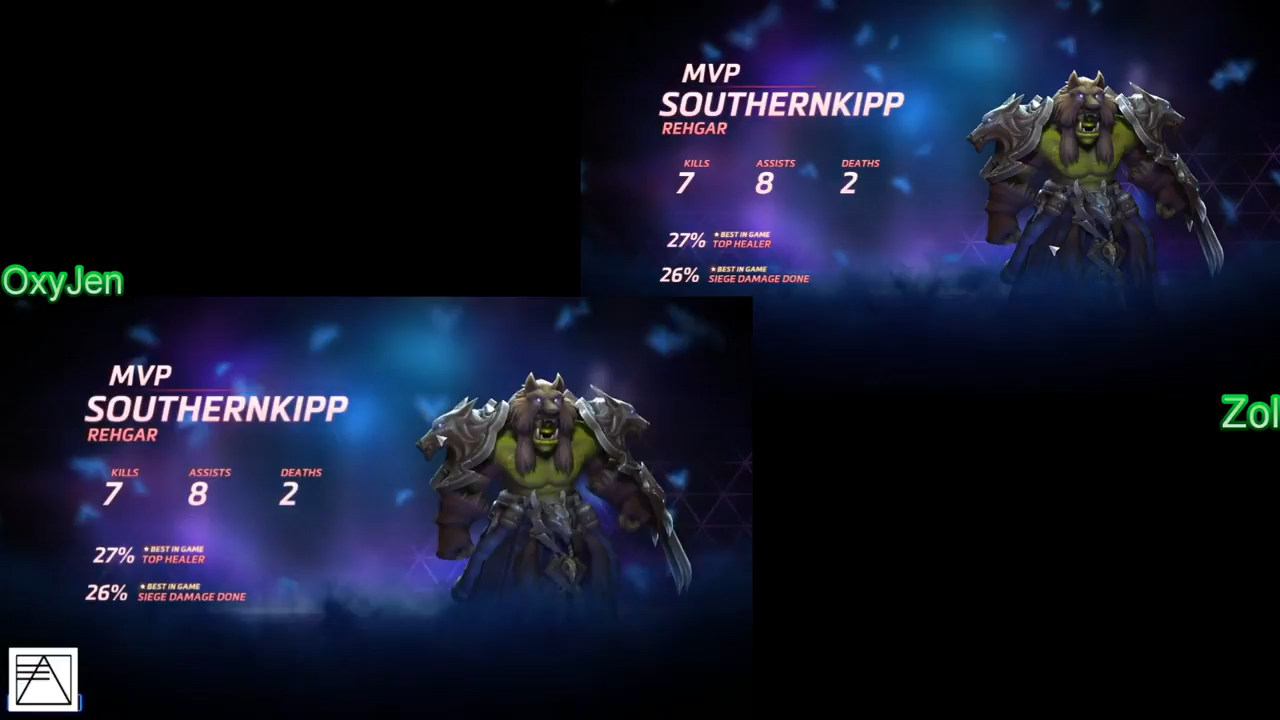 MVP
SOUTHERNKIPP
REHGAR
KILLS ASSISTS DEATHS
7 8 2
27% ★ BEST IN GAME
TOP HEALER
26% ★ BEST IN GAME
SIEGE DAMAGE DONE
OxyJen
MVP
SOUTHERNKIPP
REHGAR
KILLS ASSISTS DEATHS
7 8 2
27% ★ BEST IN GAME
TOP HEALER
26% ★ BEST IN GAME
SIEGE DAMAGE DONE
Zol